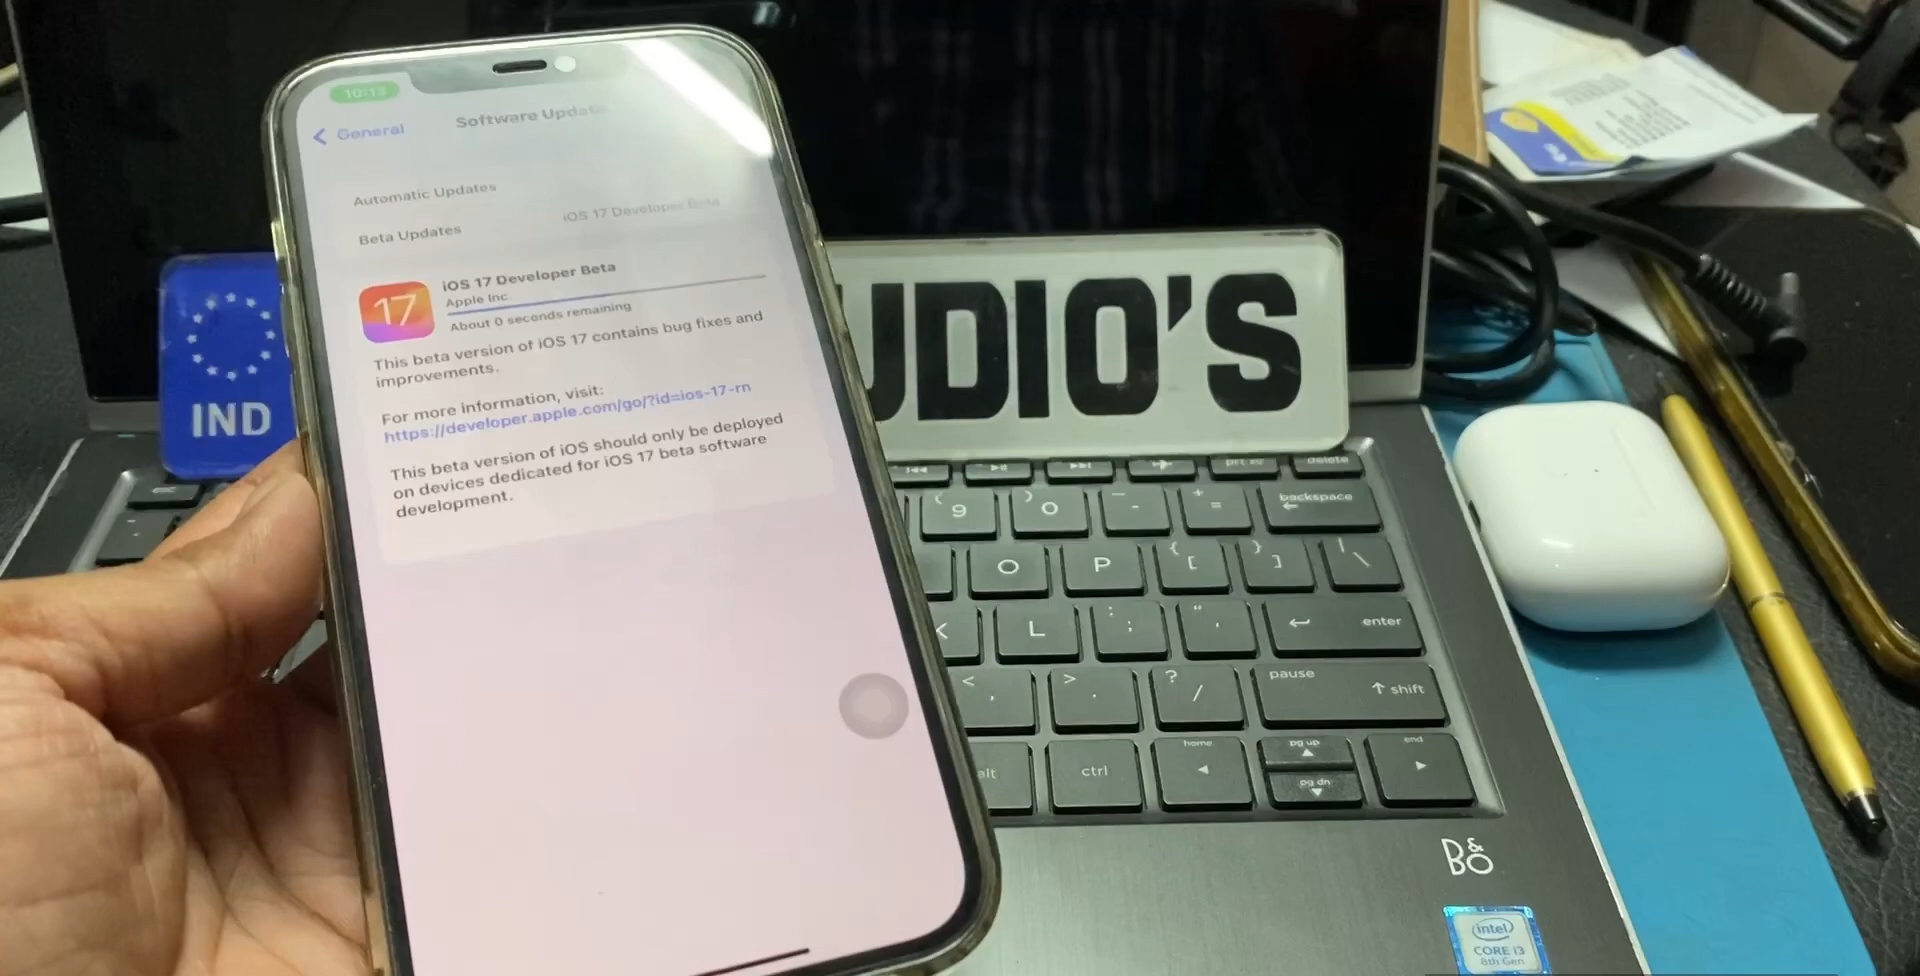 10:13
General
Software Update
Automatic Updates
Beta Updates
iOS 17 Developer Beta
17
iOS 17 Developer Beta
Apple Inc.
About 0 seconds remaining
This beta version of iOS 17 contains bug fixes and
improvements.
For more information, visit:
https://developer.apple.com/go/?id=ios-17-rn
This beta version of iOS should only be deployed
on devices dedicated for iOS 17 beta software
development.
IND
UDIO'S
prt sc
delete
esc
( 9
) 0
_ -
+ =
backspace
O
P
{ [
} ]
| \
K
L
: ;
" '
enter
< ,
> .
? /
pause
shift
alt
ctrl
home
pg up
pg dn
end
B&O
intel
CORE i3
8th Gen